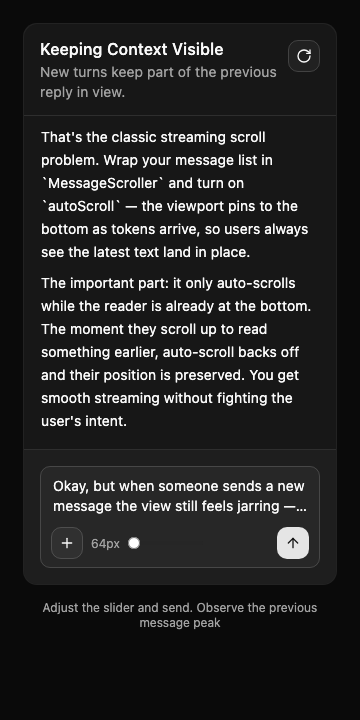 Keeping Context Visible
New turns keep part of the previous
reply in view.
That's the classic streaming scroll
problem. Wrap your message list in
`MessageScroller` and turn on
`autoScroll` — the viewport pins to the
bottom as tokens arrive, so users always
see the latest text land in place.
The important part: it only auto-scrolls
while the reader is already at the bottom.
The moment they scroll up to read
something earlier, auto-scroll backs off
and their position is preserved. You get
smooth streaming without fighting the
user's intent.
Okay, but when someone sends a new
message the view still feels jarring —…
64px
Adjust the slider and send. Observe the previous
message peak